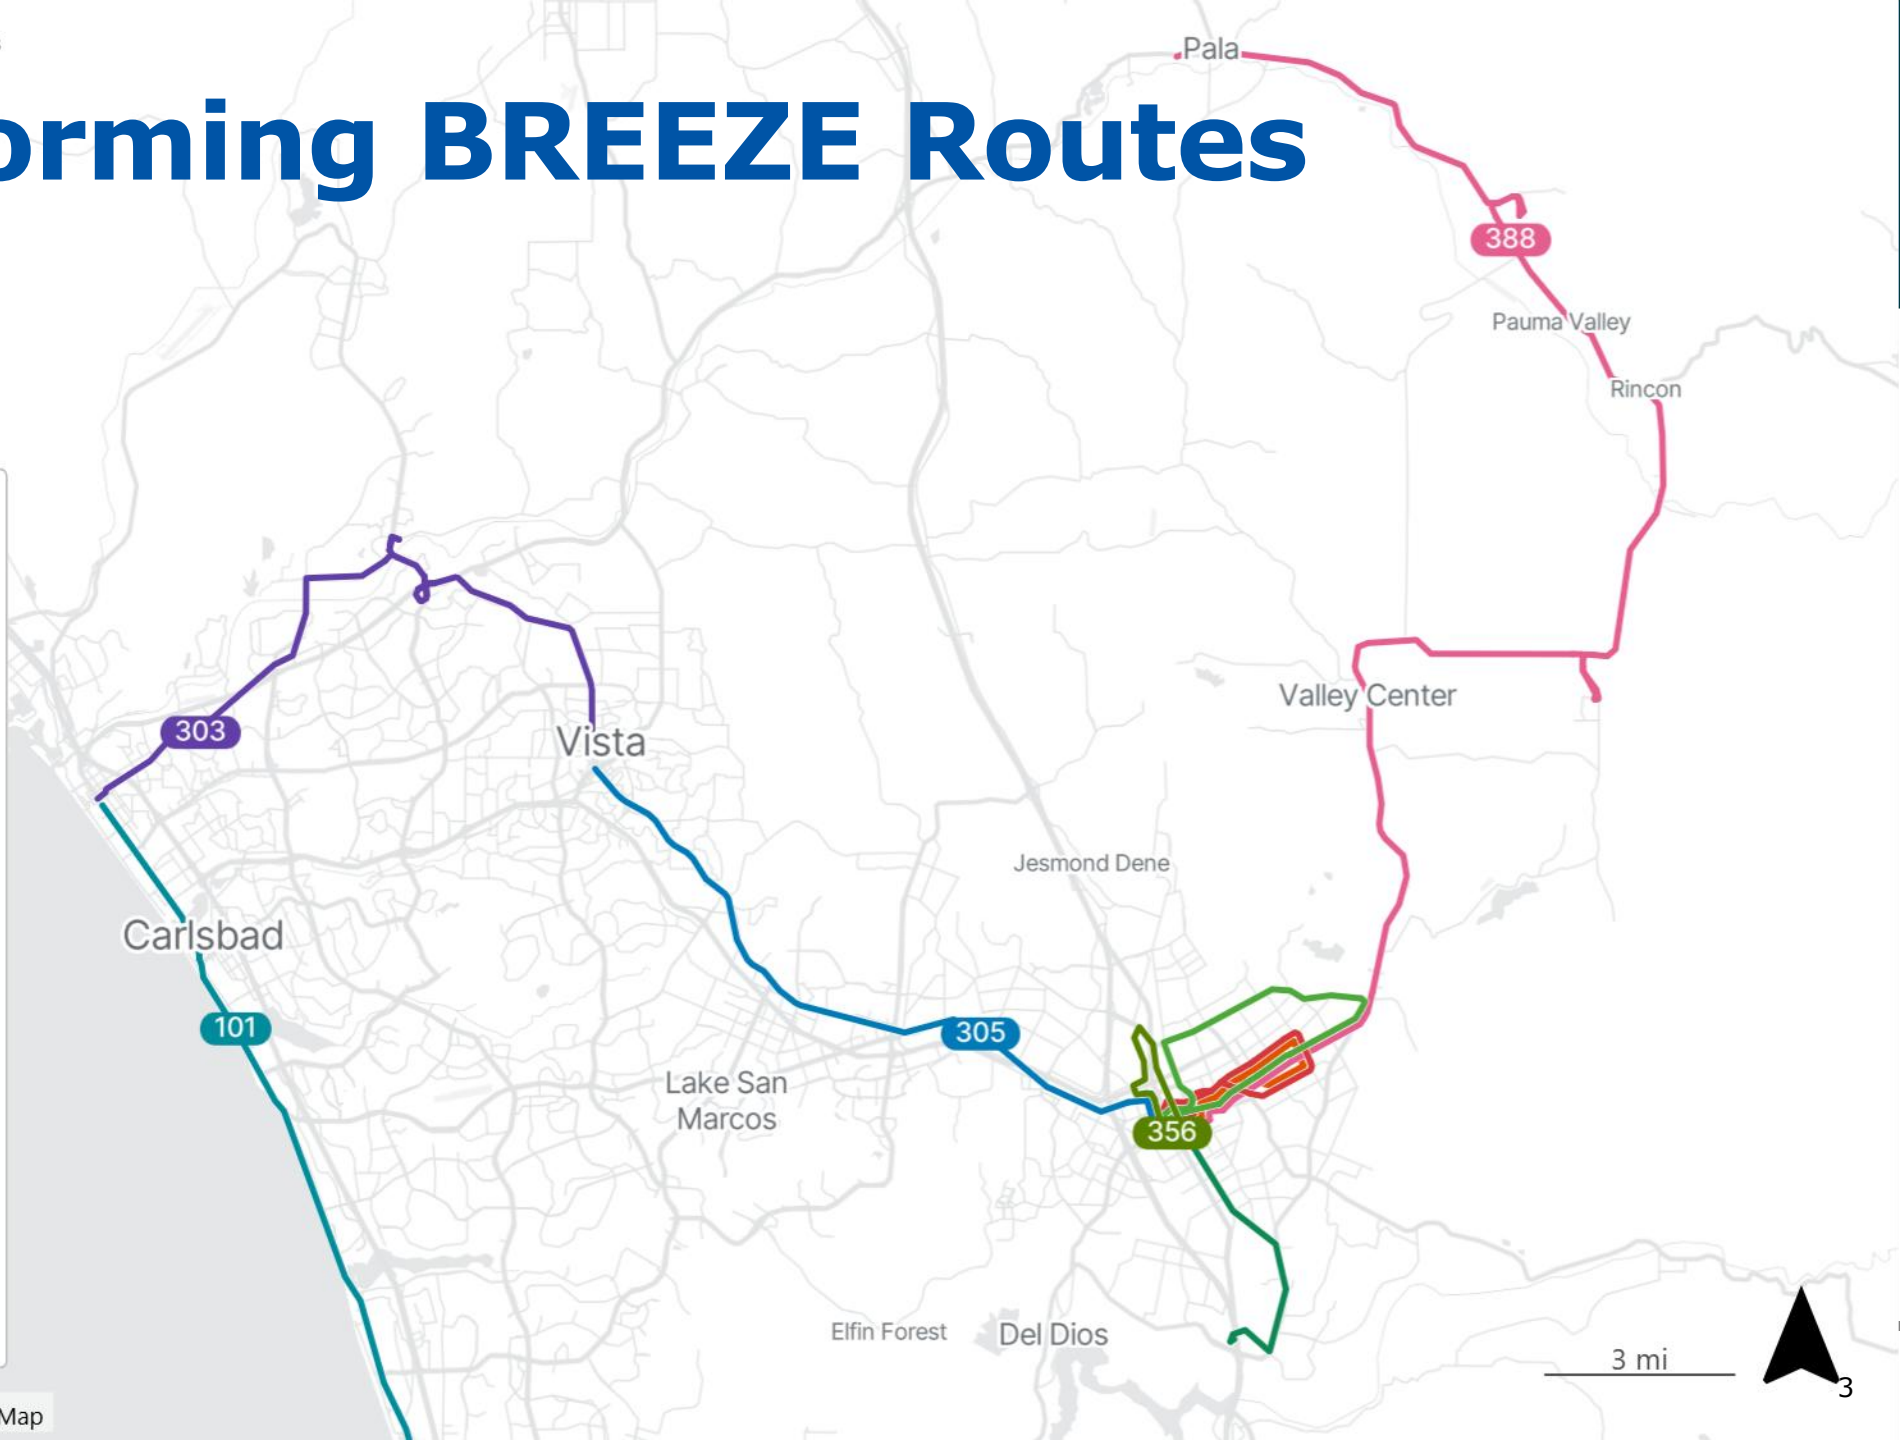 Pala
orming BREEZE Routes
388
Pauma Valley
Rincon
Valley Center
303
Vista
Jesmond Dene
Carlsbad
101
305
Lake San
Marcos
356
Elfin Forest
Del Dios
3 mi
3
Map